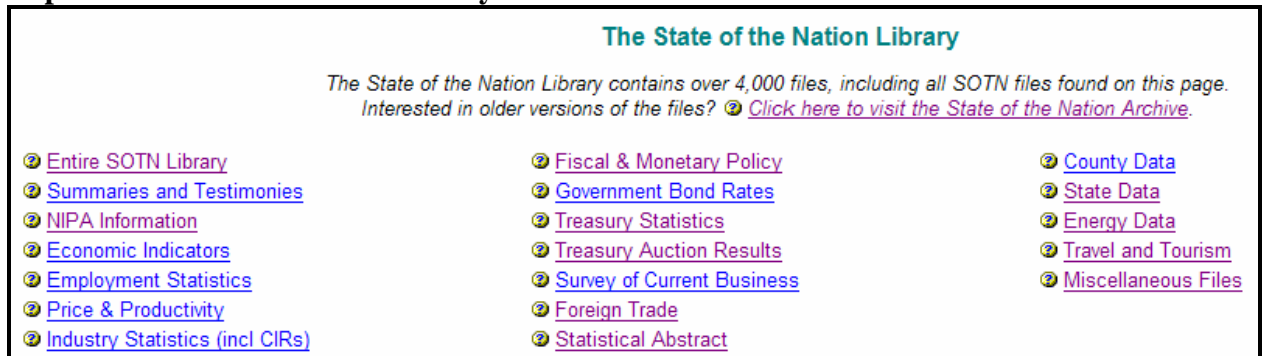 The State of the Nation Library
The State of the Nation Library contains over 4,000 files, including all SOTN files found on this page.
Interested in older versions of the files? Click here to visit the State of the Nation Archive.
Entire SOTN Library
Summaries and Testimonies
NIPA Information
Economic Indicators
Employment Statistics
Price & Productivity
Industry Statistics (incl CIRs)
Fiscal & Monetary Policy
Government Bond Rates
Treasury Statistics
Treasury Auction Results
Survey of Current Business
Foreign Trade
Statistical Abstract
County Data
State Data
Energy Data
Travel and Tourism
Miscellaneous Files